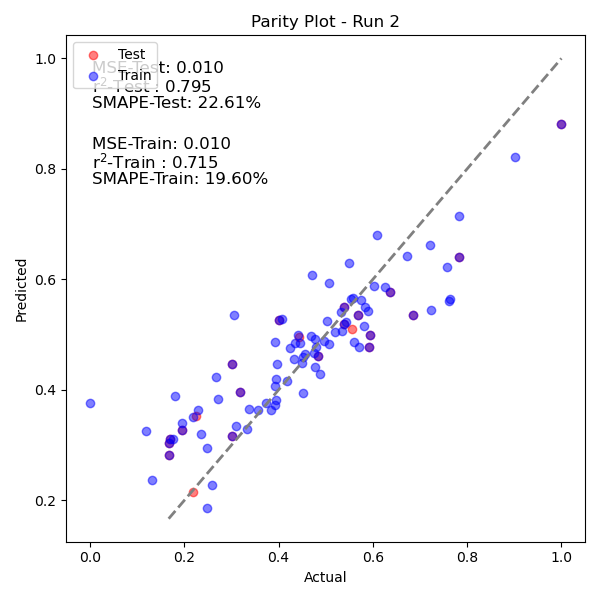 Parity Plot - Run 2
Test
Train
MSE-Test: 0.010
r²-Test : 0.795
SMAPE-Test: 22.61%
MSE-Train: 0.010
r²-Train : 0.715
SMAPE-Train: 19.60%
1.0
0.8
0.6
0.4
0.2
Predicted
0.0 0.2 0.4 0.6 0.8 1.0
Actual